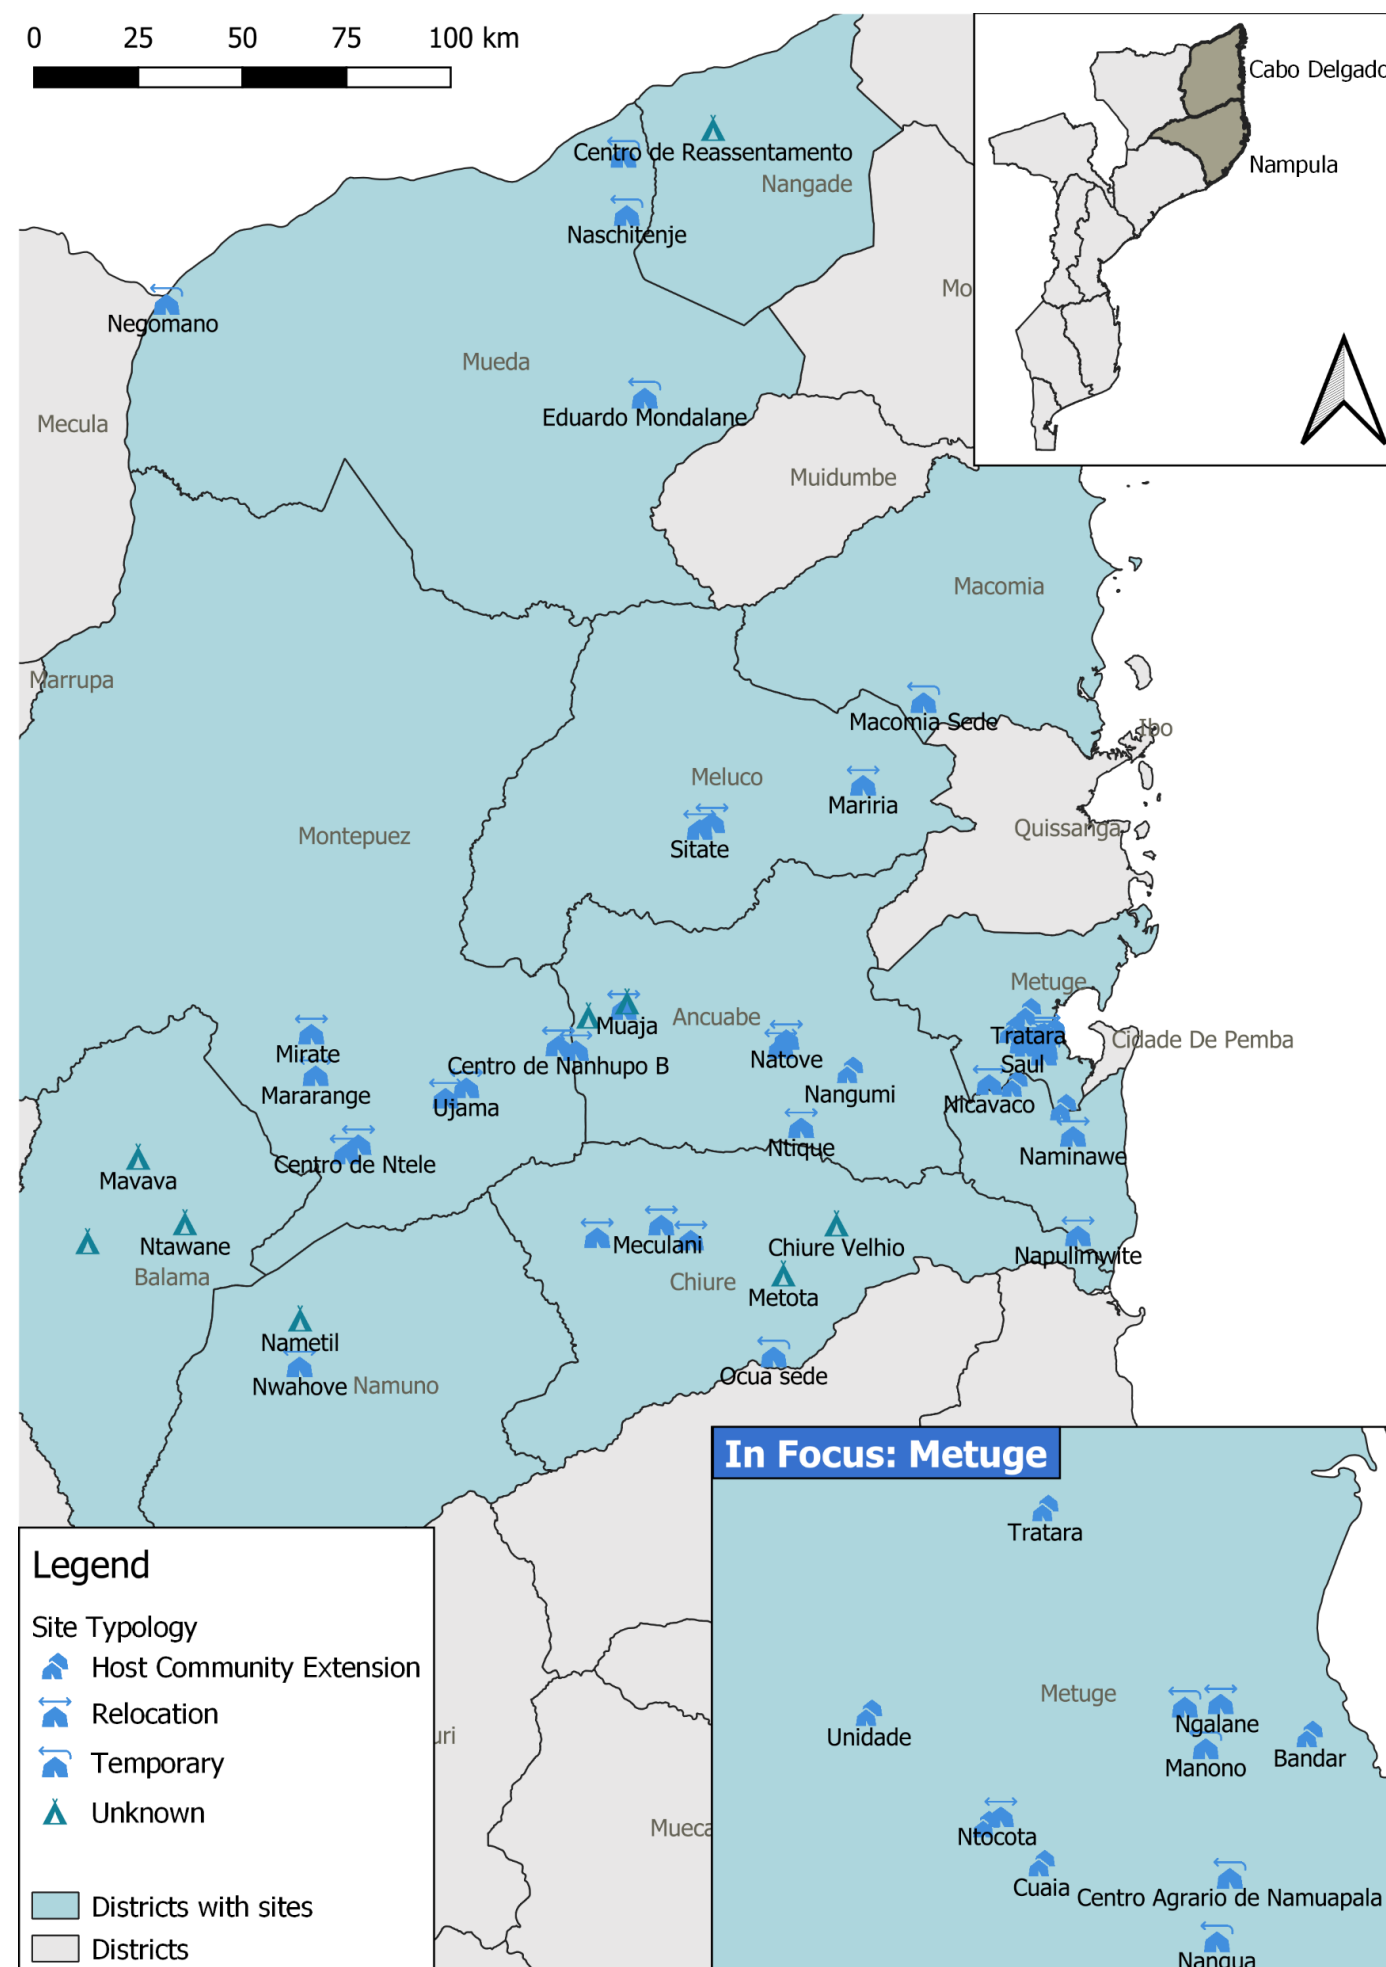 0 25 50 75 100 km
Cabo Delgado
Nampula
Centro de Reassentamento
Nangade
Naschitenje
Negomano
Mueda
Mecula
Eduardo Mondalane
Muidumbe
Macomia
Marrupa
Macomia Sede
Ibo
Meluco
Mariria
Quissanga
Montepuez
Sitate
Metuge
Muaja
Ancuabe
Tratara
Cidade De Pemba
Mirate
Centro de Nanhupo B
Natove
Saul
Mararange
Nangumi
Nicavaco
Ujama
Ntique
Naminawe
Centro de Ntele
Mavava
Ntawane
Meculani
Chiure Velhio
Napulimwite
Balama
Chiure
Metota
Nametil
Ocua sede
Nwahove
Namuno
In Focus: Metuge
Tratara
Metuge
Ngalane
Unidade
Manono
Bandar
Ntocota
Cuaia
Centro Agrario de Namuapala
Nangua
Legend
Site Typology
Host Community Extension
Relocation
Temporary
Unknown
Districts with sites
Districts